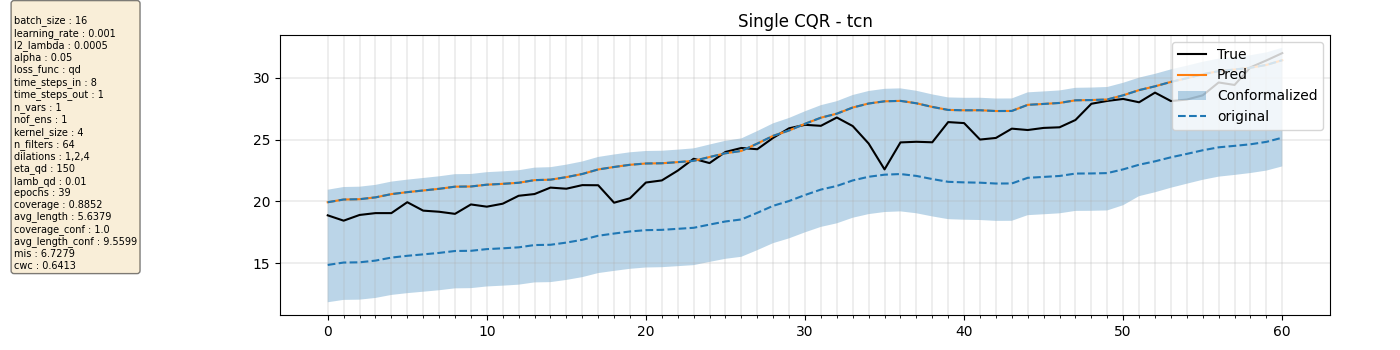 batch_size : 16
learning_rate : 0.001
l2_lambda : 0.0005
alpha : 0.05
loss_func : qd
time_steps_in : 8
time_steps_out : 1
n_vars : 1
nof_ens : 1
kernel_size : 4
n_filters : 64
dilations : 1,2,4
eta_qd : 150
lamb_qd : 0.01
epochs : 39
coverage : 0.8852
avg_length : 5.6379
coverage_conf : 1.0
avg_length_conf : 9.5599
mis : 6.7279
cwc : 0.6413
Single CQR - tcn
True
Pred
Conformalized
original
30
25
20
15
0 10 20 30 40 50 60